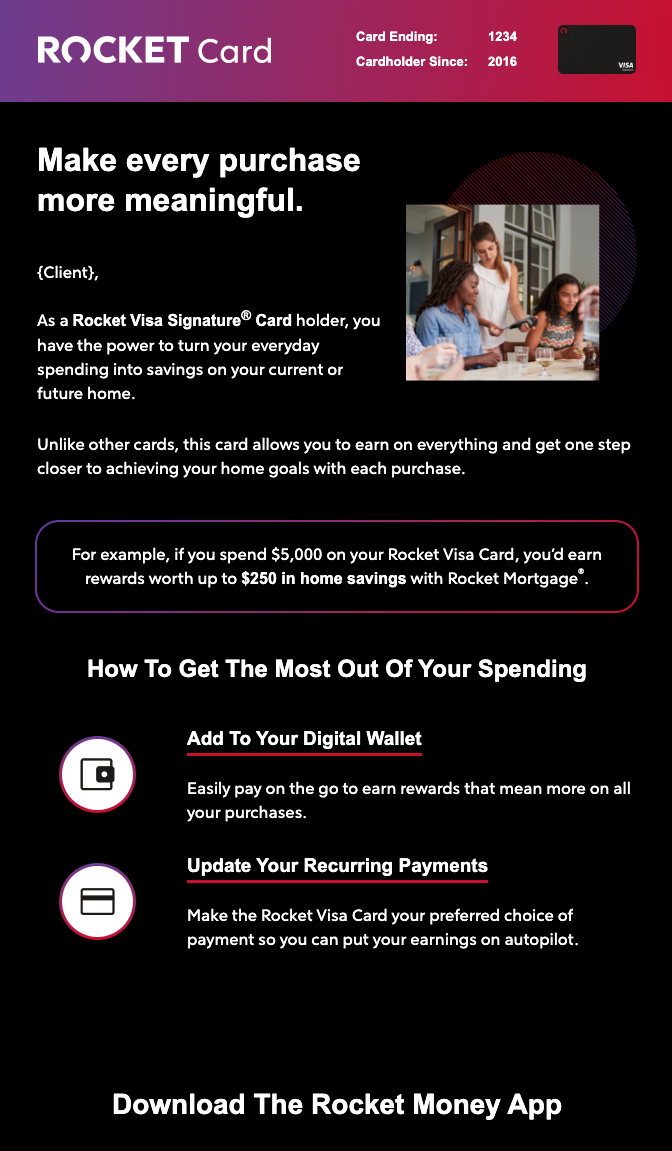 ROCKET Card
Card Ending: 1234
Cardholder Since: 2016
VISA
Make every purchase
more meaningful.
{Client},
As a Rocket Visa Signature® Card holder, you
have the power to turn your everyday
spending into savings on your current or
future home.
Unlike other cards, this card allows you to earn on everything and get one step
closer to achieving your home goals with each purchase.
For example, if you spend $5,000 on your Rocket Visa Card, you’d earn
rewards worth up to $250 in home savings with Rocket Mortgage®.
How To Get The Most Out Of Your Spending
Add To Your Digital Wallet
Easily pay on the go to earn rewards that mean more on all
your purchases.
Update Your Recurring Payments
Make the Rocket Visa Card your preferred choice of
payment so you can put your earnings on autopilot.
Download The Rocket Money App